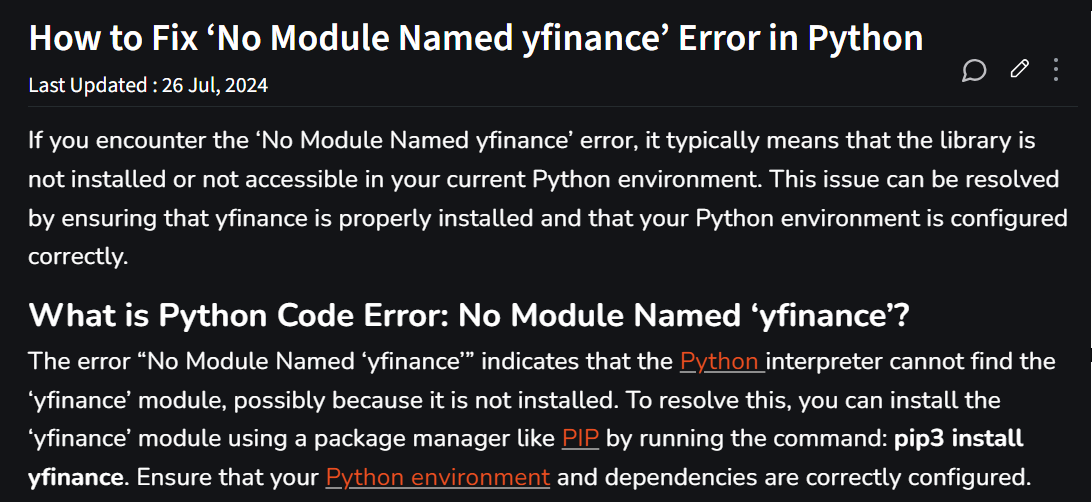 How to Fix ‘No Module Named yfinance’ Error in Python
Last Updated : 26 Jul, 2024
If you encounter the ‘No Module Named yfinance’ error, it typically means that the library is
not installed or not accessible in your current Python environment. This issue can be resolved
by ensuring that yfinance is properly installed and that your Python environment is configured
correctly.
What is Python Code Error: No Module Named ‘yfinance’?
The error “No Module Named ‘yfinance’” indicates that the Python interpreter cannot find the
‘yfinance’ module, possibly because it is not installed. To resolve this, you can install the
‘yfinance’ module using a package manager like PIP by running the command: pip3 install
yfinance. Ensure that your Python environment and dependencies are correctly configured.